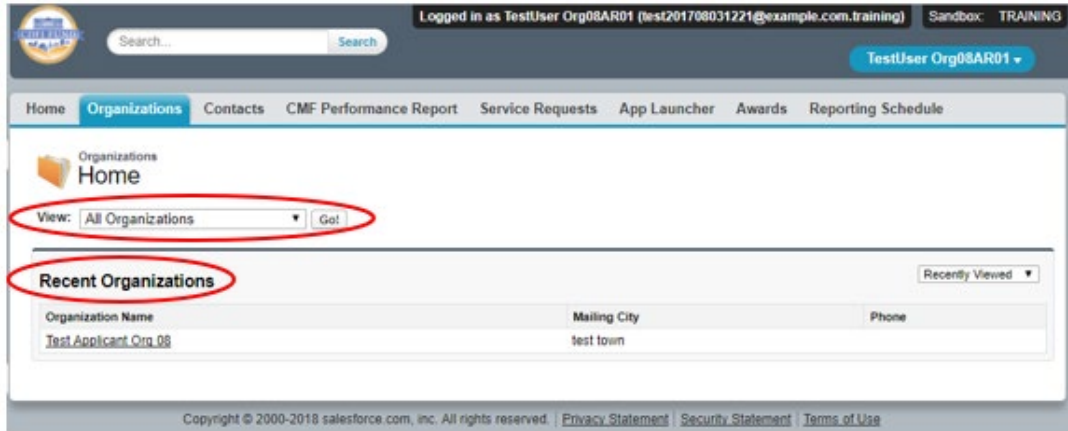 Logged in as TestUser Org08AR01 (test201708031221@example.com.training) Sandbox: TRAINING
CDFI FUND
Search... Search
TestUser Org08AR01
Home Organizations Contacts CMF Performance Report Service Requests App Launcher Awards Reporting Schedule
Organizations
Home
View: All Organizations Go!
Recent Organizations Recently Viewed
Organization Name Mailing City Phone
Test Applicant Org 08 test town
Copyright © 2000-2018 salesforce.com, inc. All rights reserved. | Privacy Statement | Security Statement | Terms of Use